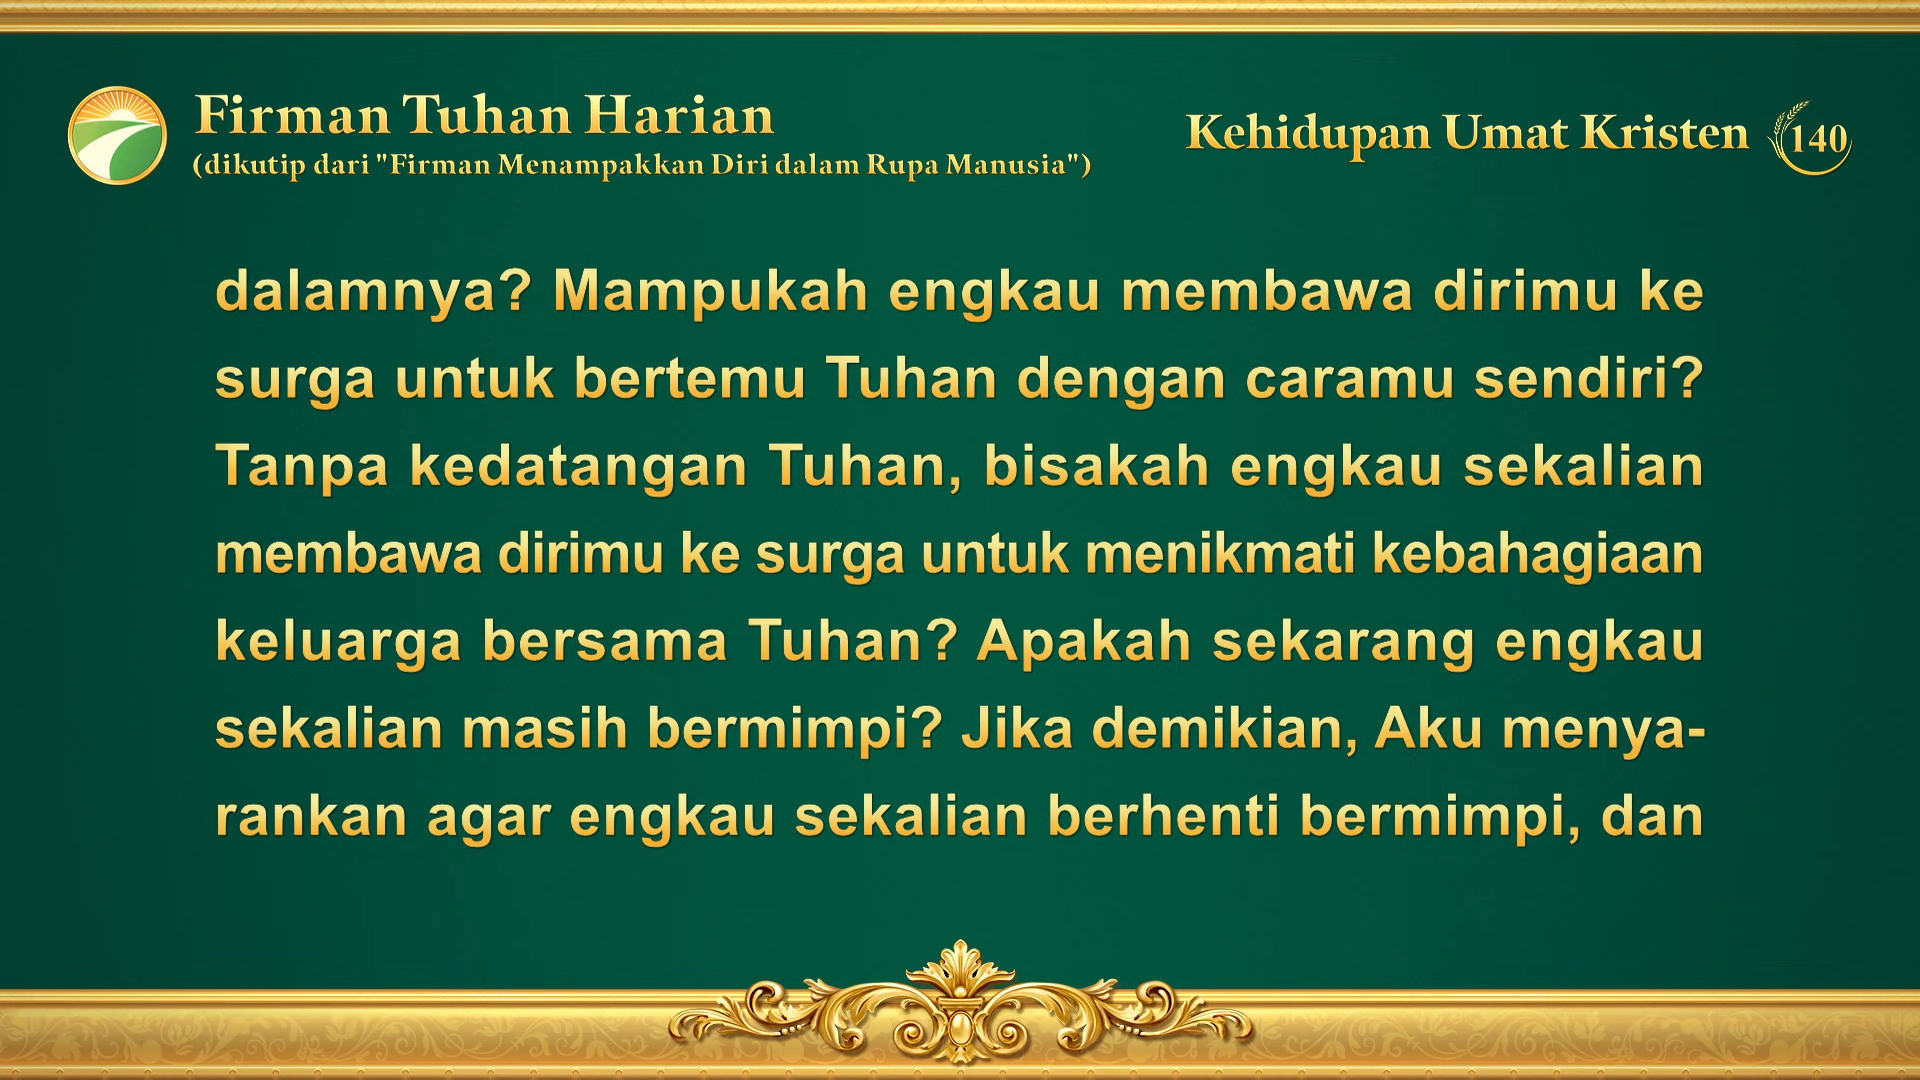 Firman Tuhan Harian
(dikutip dari "Firman Menampakkan Diri dalam Rupa Manusia")
Kehidupan Umat Kristen 140
dalamnya? Mampukah engkau membawa dirimu ke
surga untuk bertemu Tuhan dengan caramu sendiri?
Tanpa kedatangan Tuhan, bisakah engkau sekalian
membawa dirimu ke surga untuk menikmati kebahagiaan
keluarga bersama Tuhan? Apakah sekarang engkau
sekalian masih bermimpi? Jika demikian, Aku menya-
rankan agar engkau sekalian berhenti bermimpi, dan